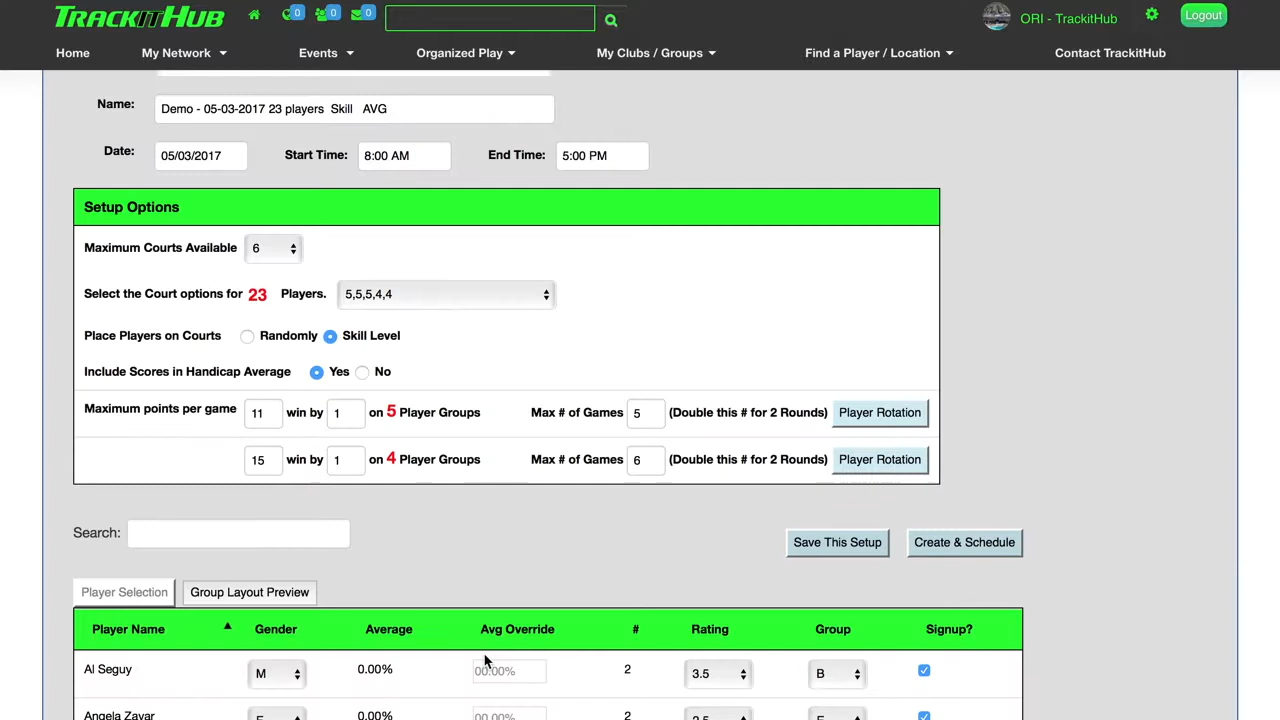 TRACKITHUB 0 0 0 ORI - TrackitHub Logout
Home My Network Events Organized Play My Clubs / Groups Find a Player / Location Contact TrackitHub
Name: Demo - 05-03-2017 23 players Skill AVG
Date: 05/03/2017 Start Time: 8:00 AM End Time: 5:00 PM
Setup Options
Maximum Courts Available 6
Select the Court options for 23 Players. 5,5,5,4,4
Place Players on Courts Randomly Skill Level
Include Scores in Handicap Average Yes No
Maximum points per game 11 win by 1 on 5 Player Groups Max # of Games 5 (Double this # for 2 Rounds) Player Rotation
15 win by 1 on 4 Player Groups Max # of Games 6 (Double this # for 2 Rounds) Player Rotation
Search: Save This Setup Create & Schedule
Player Selection Group Layout Preview
Player Name Gender Average Avg Override # Rating Group Signup?
Al Seguy M 0.00% 00.00% 2 3.5 B
Angela Zavar 0.00% 00.00% 2